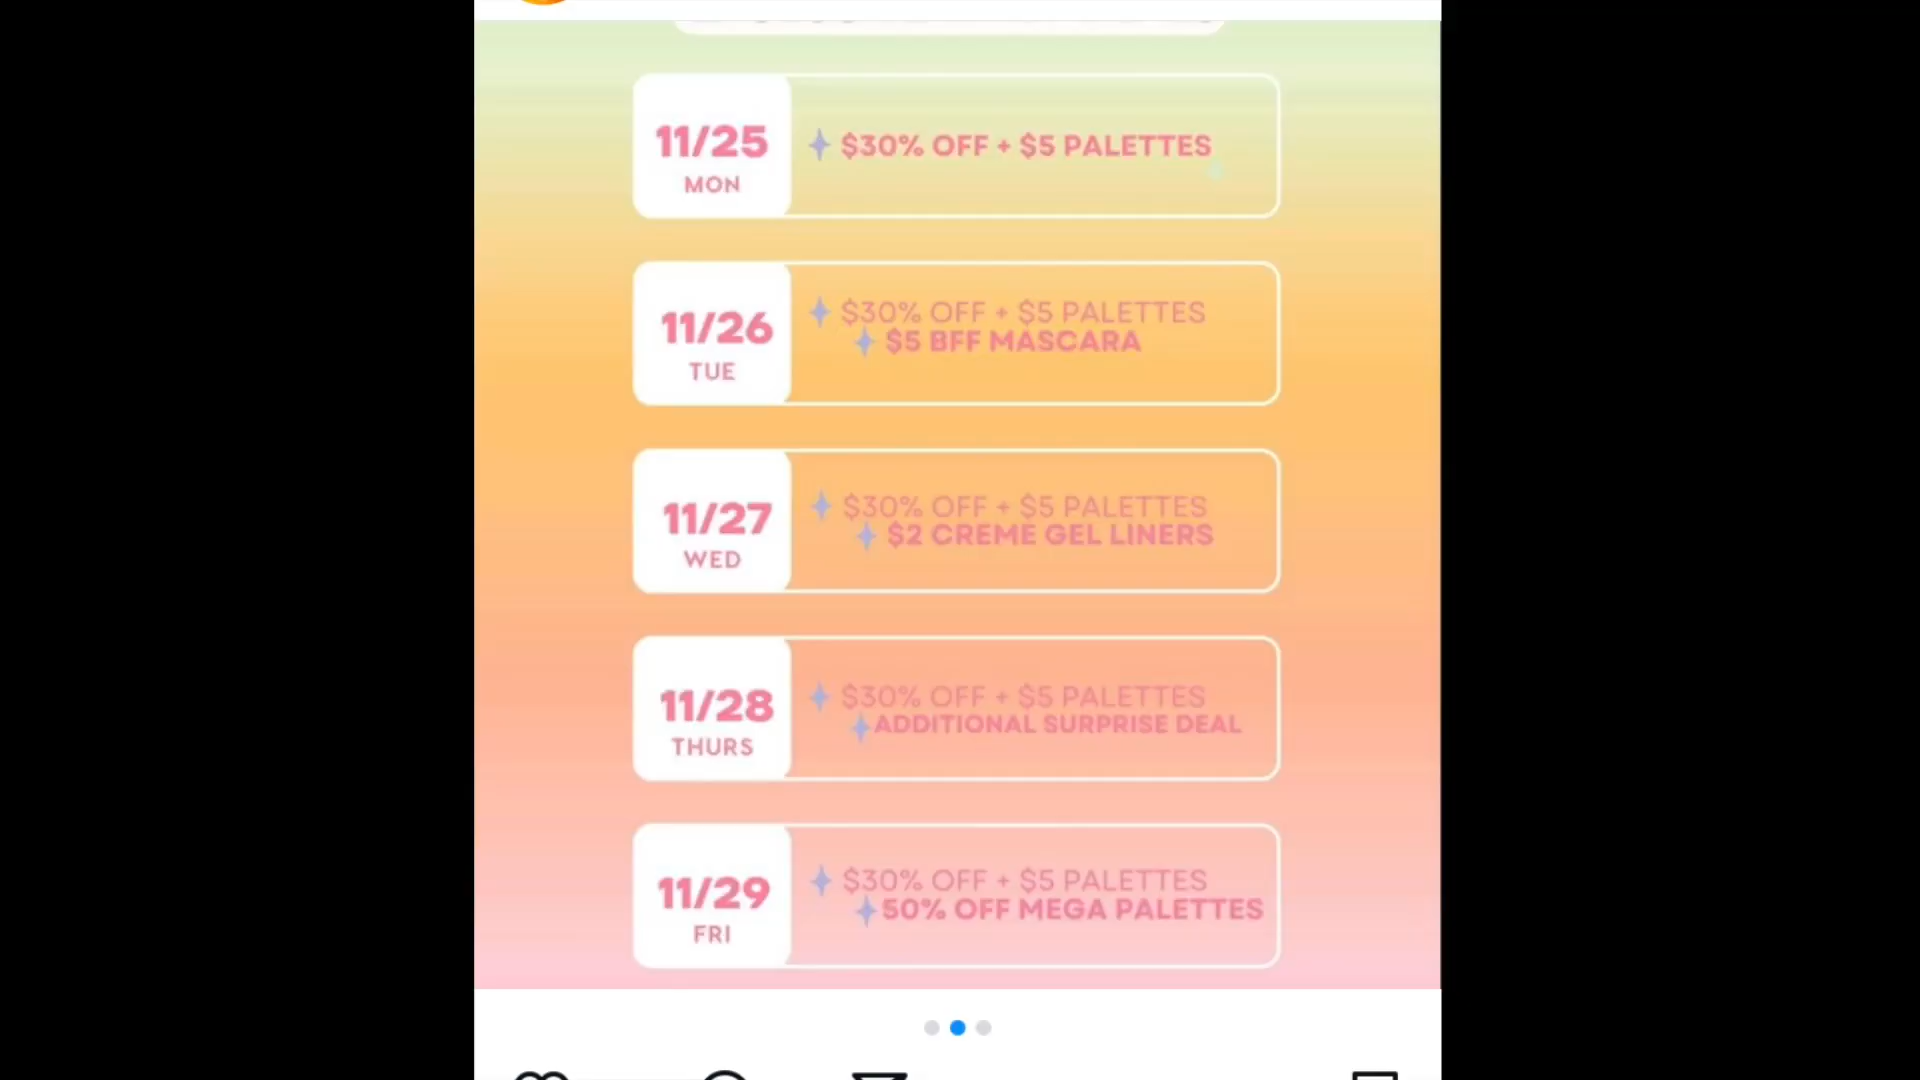 11/25
MON
$30% OFF + $5 PALETTES
11/26
TUE
$30% OFF + $5 PALETTES
$5 BFF MASCARA
11/27
WED
$30% OFF + $5 PALETTES
$2 CREME GEL LINERS
11/28
THURS
$30% OFF + $5 PALETTES
ADDITIONAL SURPRISE DEAL
11/29
FRI
$30% OFF + $5 PALETTES
50% OFF MEGA PALETTES